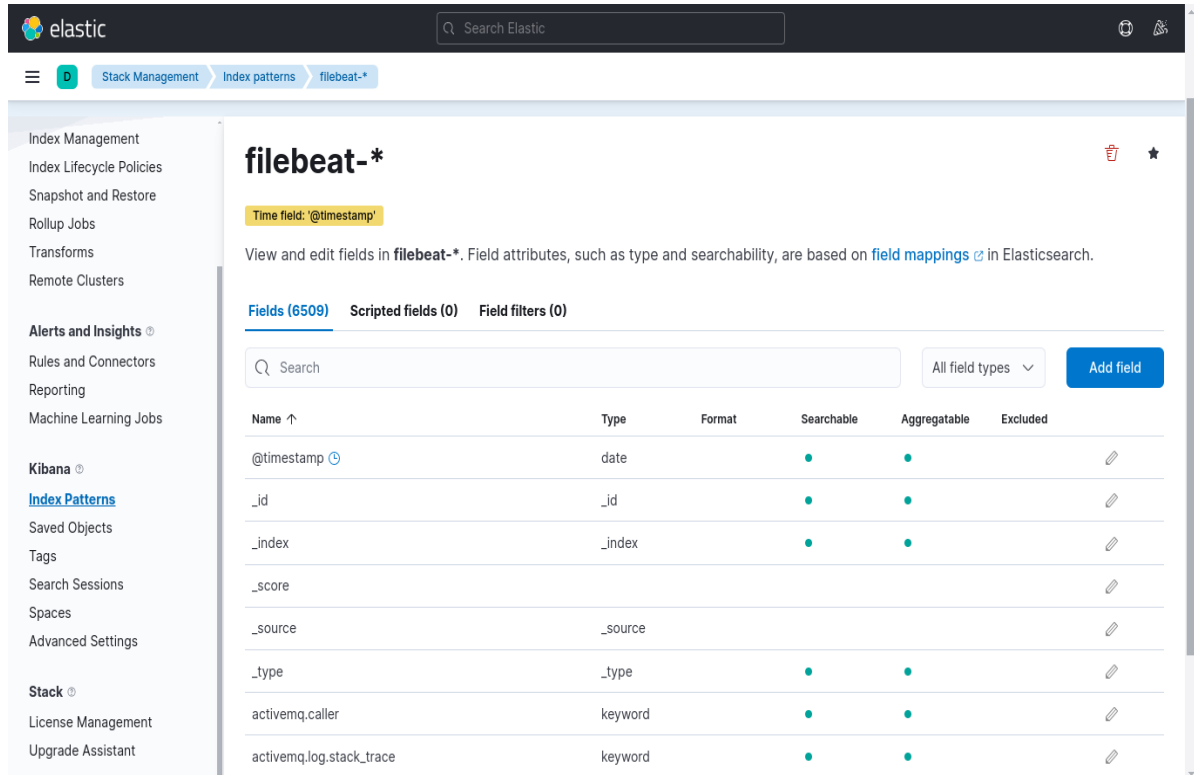 elastic
Search Elastic
D
Stack Management
Index patterns
filebeat-*
Index Management
Index Lifecycle Policies
Snapshot and Restore
Rollup Jobs
Transforms
Remote Clusters
Alerts and Insights
Rules and Connectors
Reporting
Machine Learning Jobs
Kibana
Index Patterns
Saved Objects
Tags
Search Sessions
Spaces
Advanced Settings
Stack
License Management
Upgrade Assistant
filebeat-*
Time field: '@timestamp'
View and edit fields in filebeat-*. Field attributes, such as type and searchability, are based on field mappings in Elasticsearch.
Fields (6509) Scripted fields (0) Field filters (0)
Search
All field types
Add field
Name Type Format Searchable Aggregatable Excluded
@timestamp date
_id _id
_index _index
_score
_source _source
_type _type
activemq.caller keyword
activemq.log.stack_trace keyword